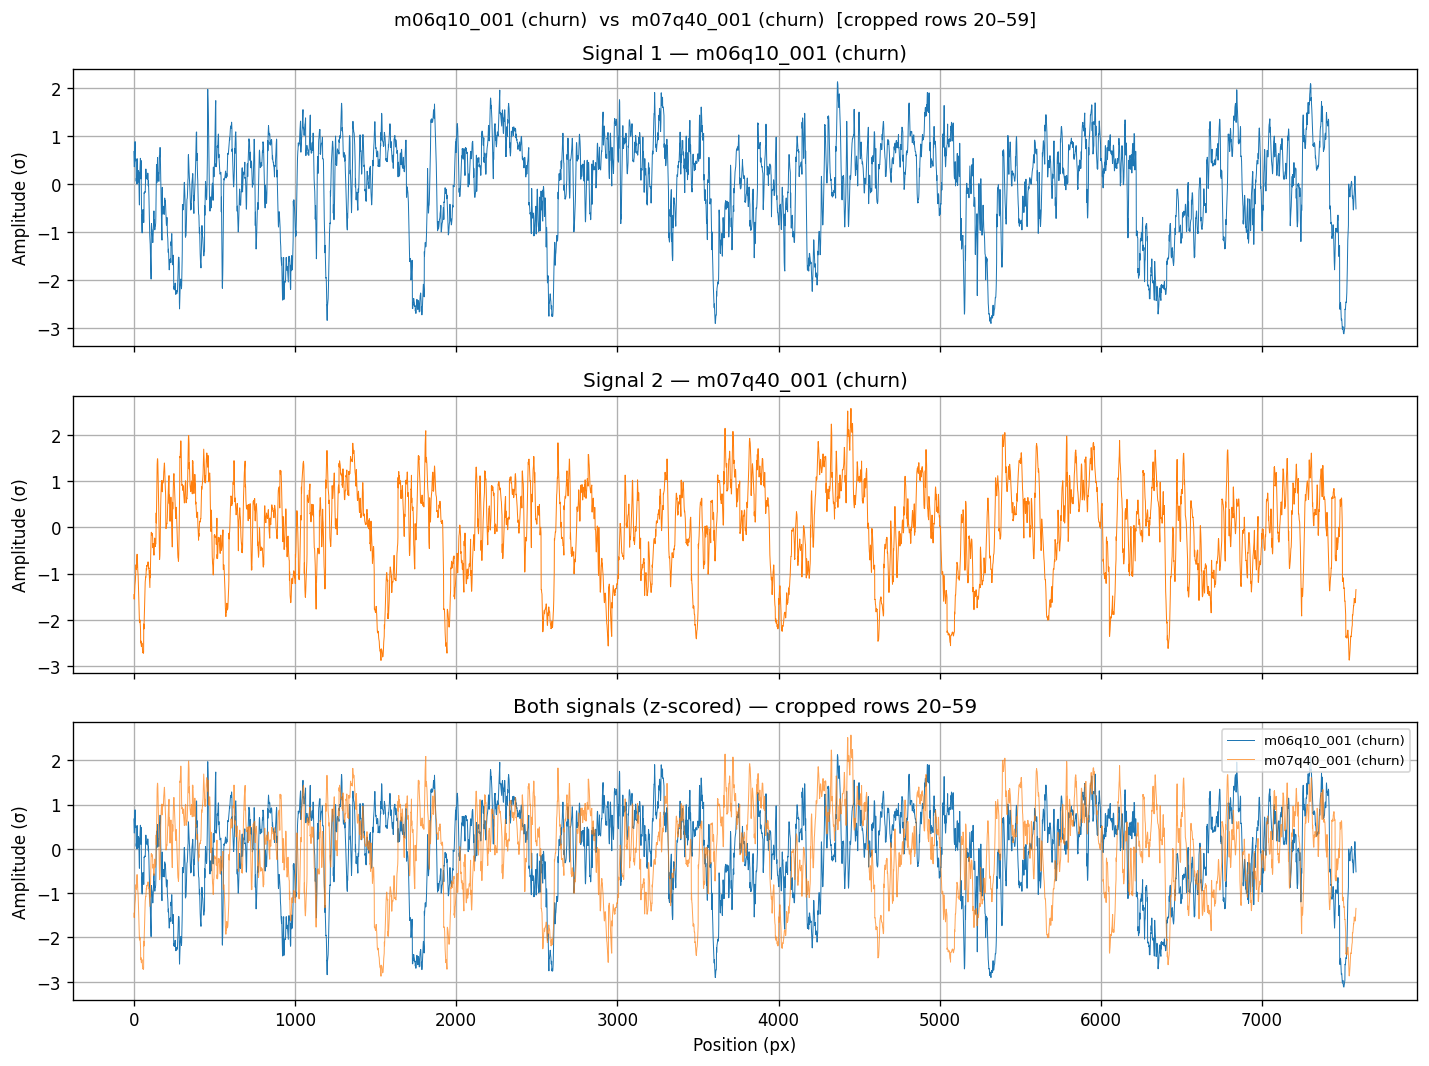 m06q10_001 (churn)  vs  m07q40_001 (churn)  [cropped rows 20–59]
Signal 1 — m06q10_001 (churn)
Amplitude (σ)
2
1
0
−1
−2
−3
Signal 2 — m07q40_001 (churn)
Amplitude (σ)
2
1
0
−1
−2
−3
Both signals (z-scored) — cropped rows 20–59
m06q10_001 (churn)
m07q40_001 (churn)
Amplitude (σ)
2
1
0
−1
−2
−3
0 1000 2000 3000 4000 5000 6000 7000
Position (px)